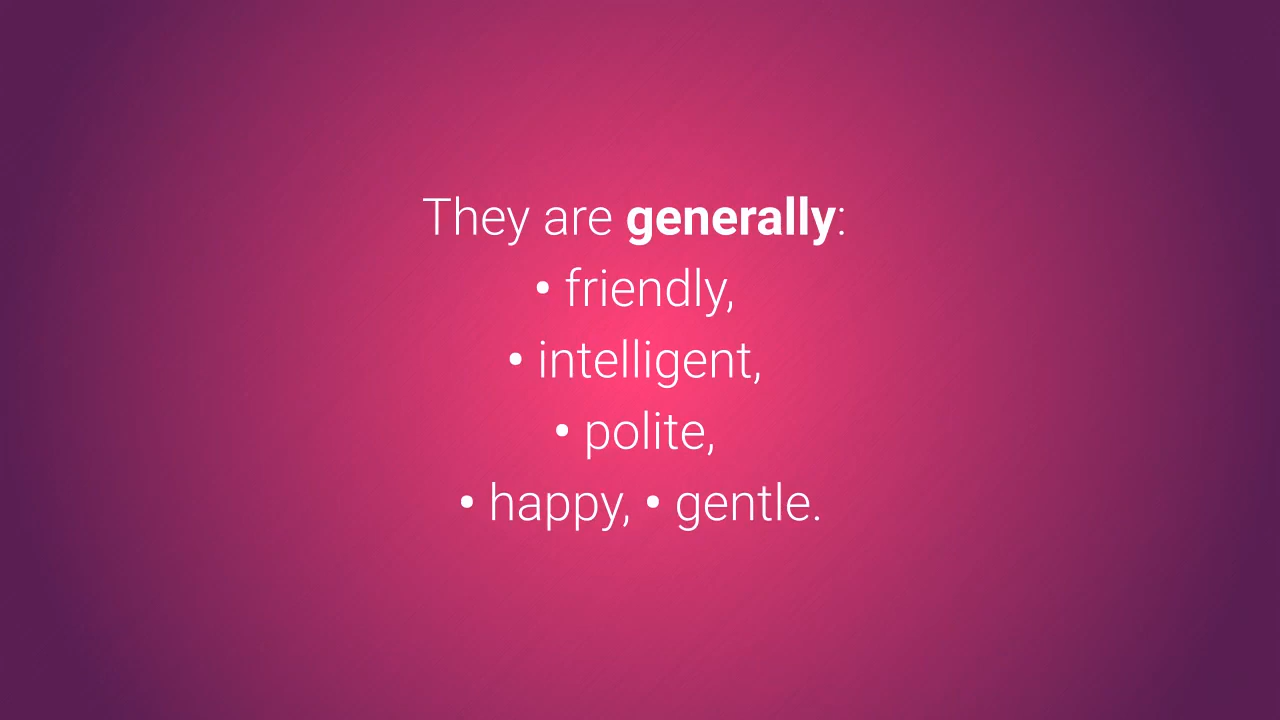 They are generally:
• friendly,
• intelligent,
• polite,
• happy, • gentle.